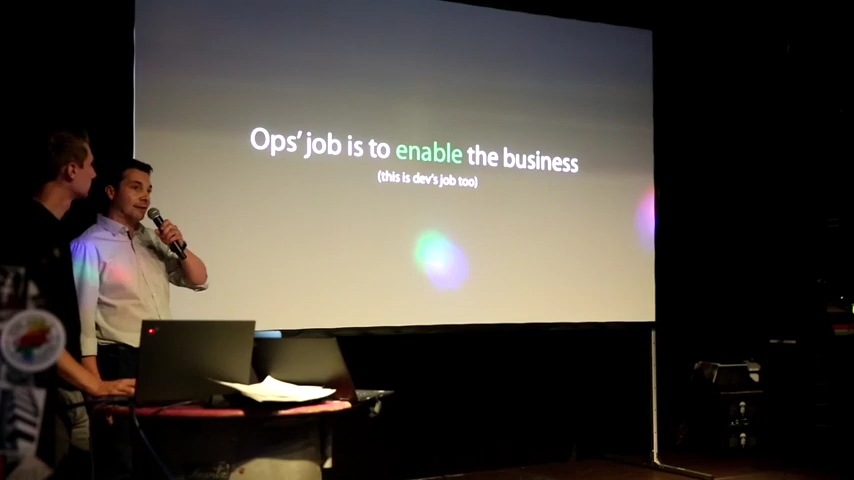 Ops' job is to enable the business
(this is dev's job too)